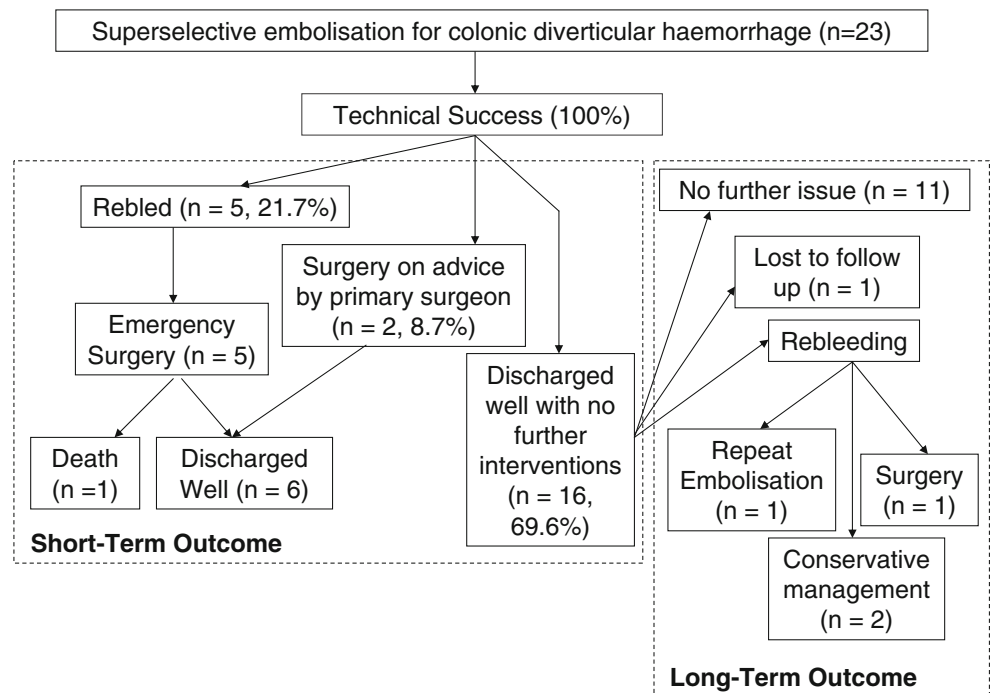 Superselective embolisation for colonic diverticular haemorrhage (n=23)
Technical Success (100%)
Rebled (n = 5, 21.7%)
Surgery on advice
by primary surgeon
(n = 2, 8.7%)
Emergency
Surgery (n = 5)
Death
(n =1)
Discharged
Well (n = 6)
Discharged
well with no
further
interventions
(n = 16,
69.6%)
Short-Term Outcome
No further issue (n = 11)
Lost to follow
up (n = 1)
Rebleeding
Repeat
Embolisation
(n = 1)
Surgery
(n = 1)
Conservative
management
(n = 2)
Long-Term Outcome